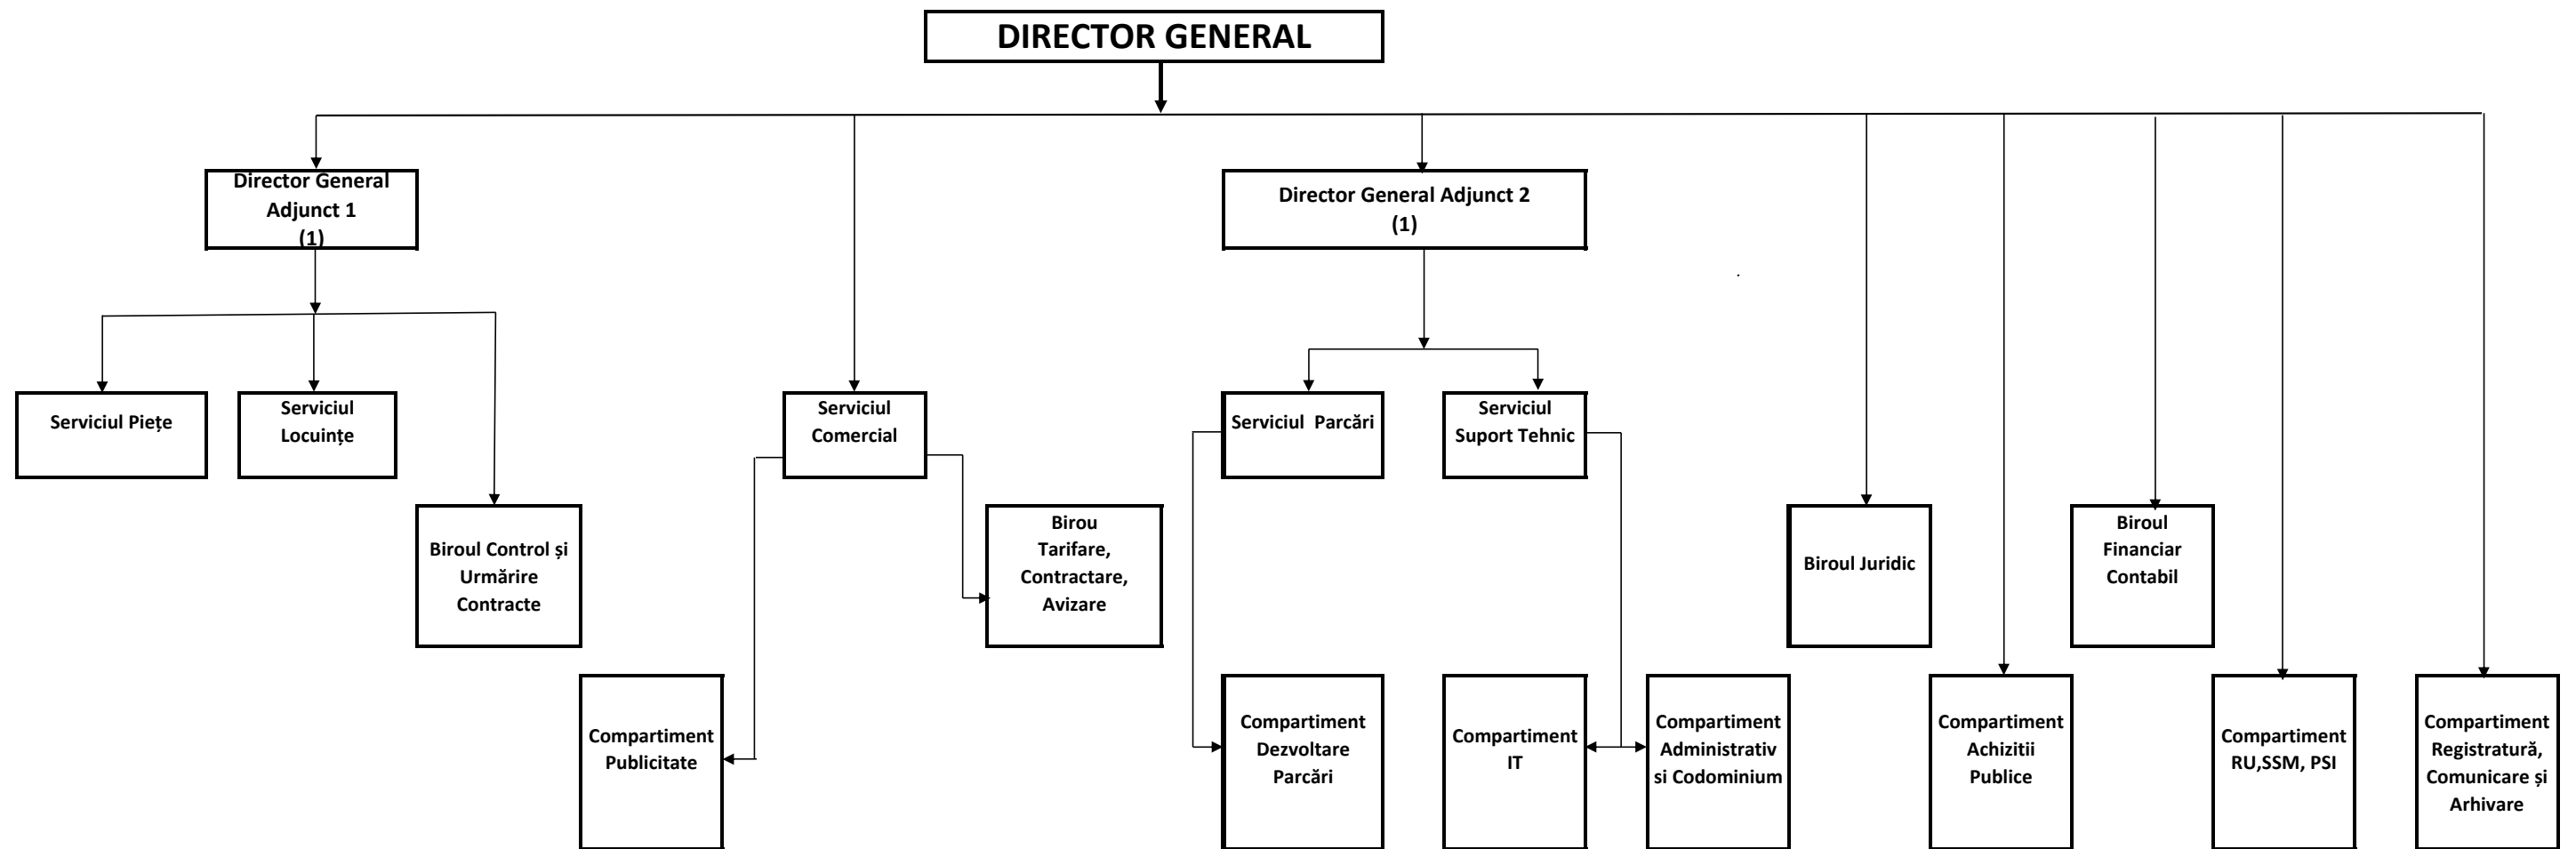 DIRECTOR GENERAL
Director General
Adjunct 1
(1)
Director General Adjunct 2
(1)
Serviciul Piețe
Serviciul
Locuințe
Serviciul
Comercial
Serviciul  Parcări
Serviciul
Suport Tehnic
Biroul Control și
Urmărire
Contracte
Birou
Tarifare,
Contractare,
Avizare
Biroul Juridic
Biroul
Financiar
Contabil
Compartiment
Publicitate
Compartiment
Dezvoltare
Parcări
Compartiment
IT
Compartiment
Administrativ
si Codominium
Compartiment
Achizitii
Publice
Compartiment
RU,SSM, PSI
Compartiment
Registratură,
Comunicare și
Arhivare